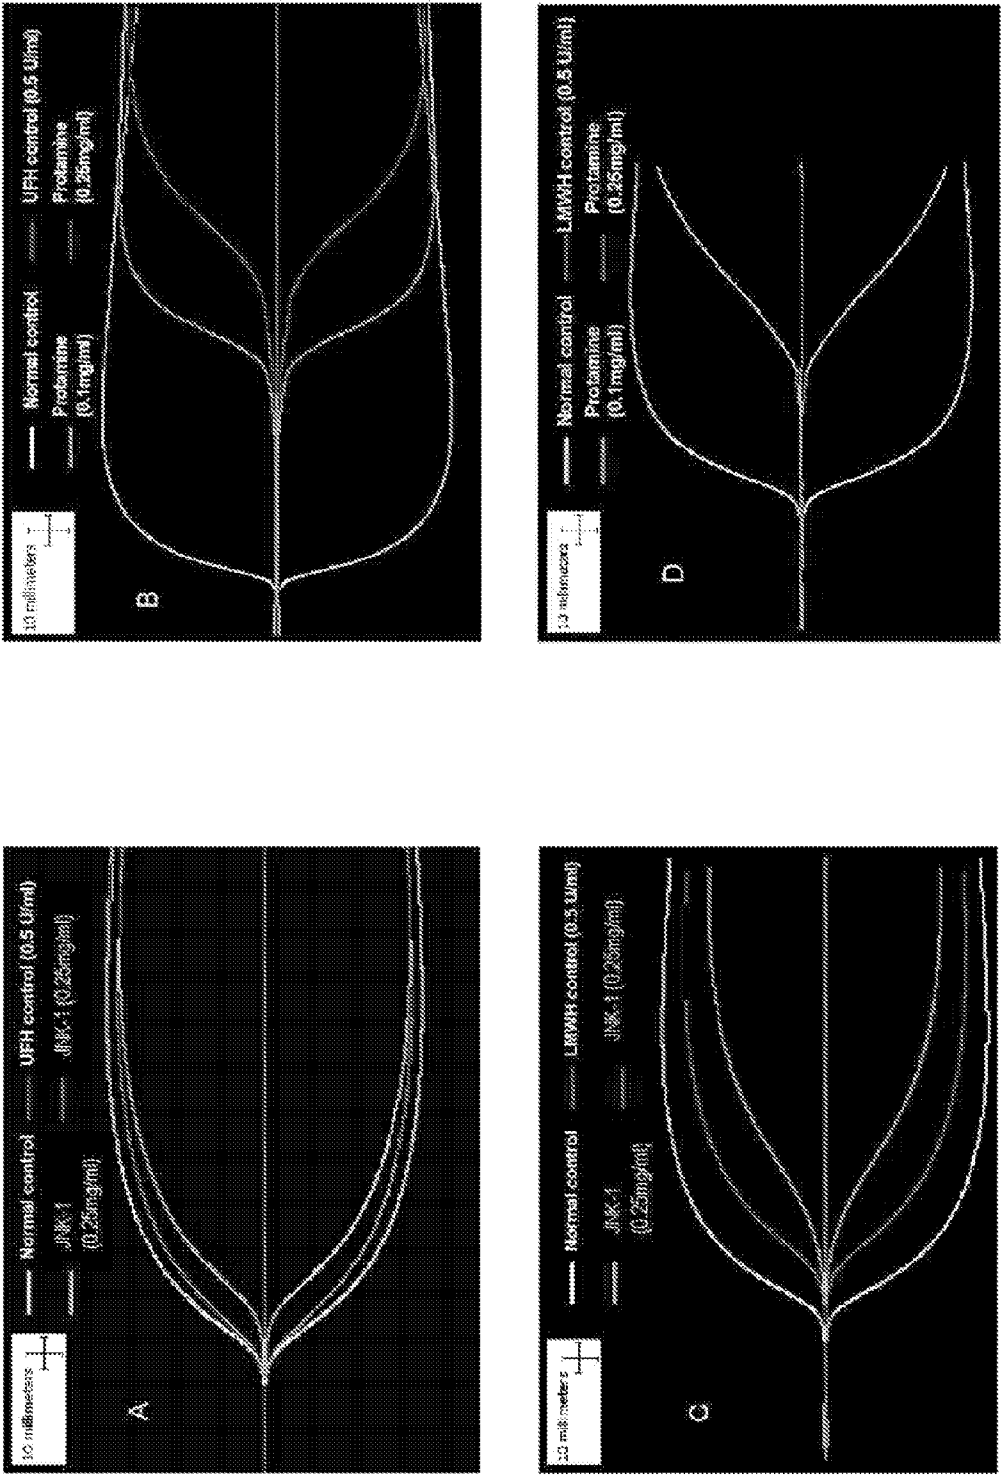 10 millimeters
Normal control
UFH control (0.5 U/ml)
JNK-1
(0.25mg/ml)
JNK-1 (0.25mg/ml)
A
10 millimeters
Normal control
UFH control (0.5 U/ml)
Protamine
(0.1mg/ml)
Protamine
(0.25mg/ml)
B
10 millimeters
Normal control
LMWH control (0.5 U/ml)
JNK-1
(0.25mg/ml)
JNK-1 (0.25mg/ml)
C
10 millimeters
Normal control
LMWH control (0.5 U/ml)
Protamine
(0.1mg/ml)
Protamine
(0.25mg/ml)
D